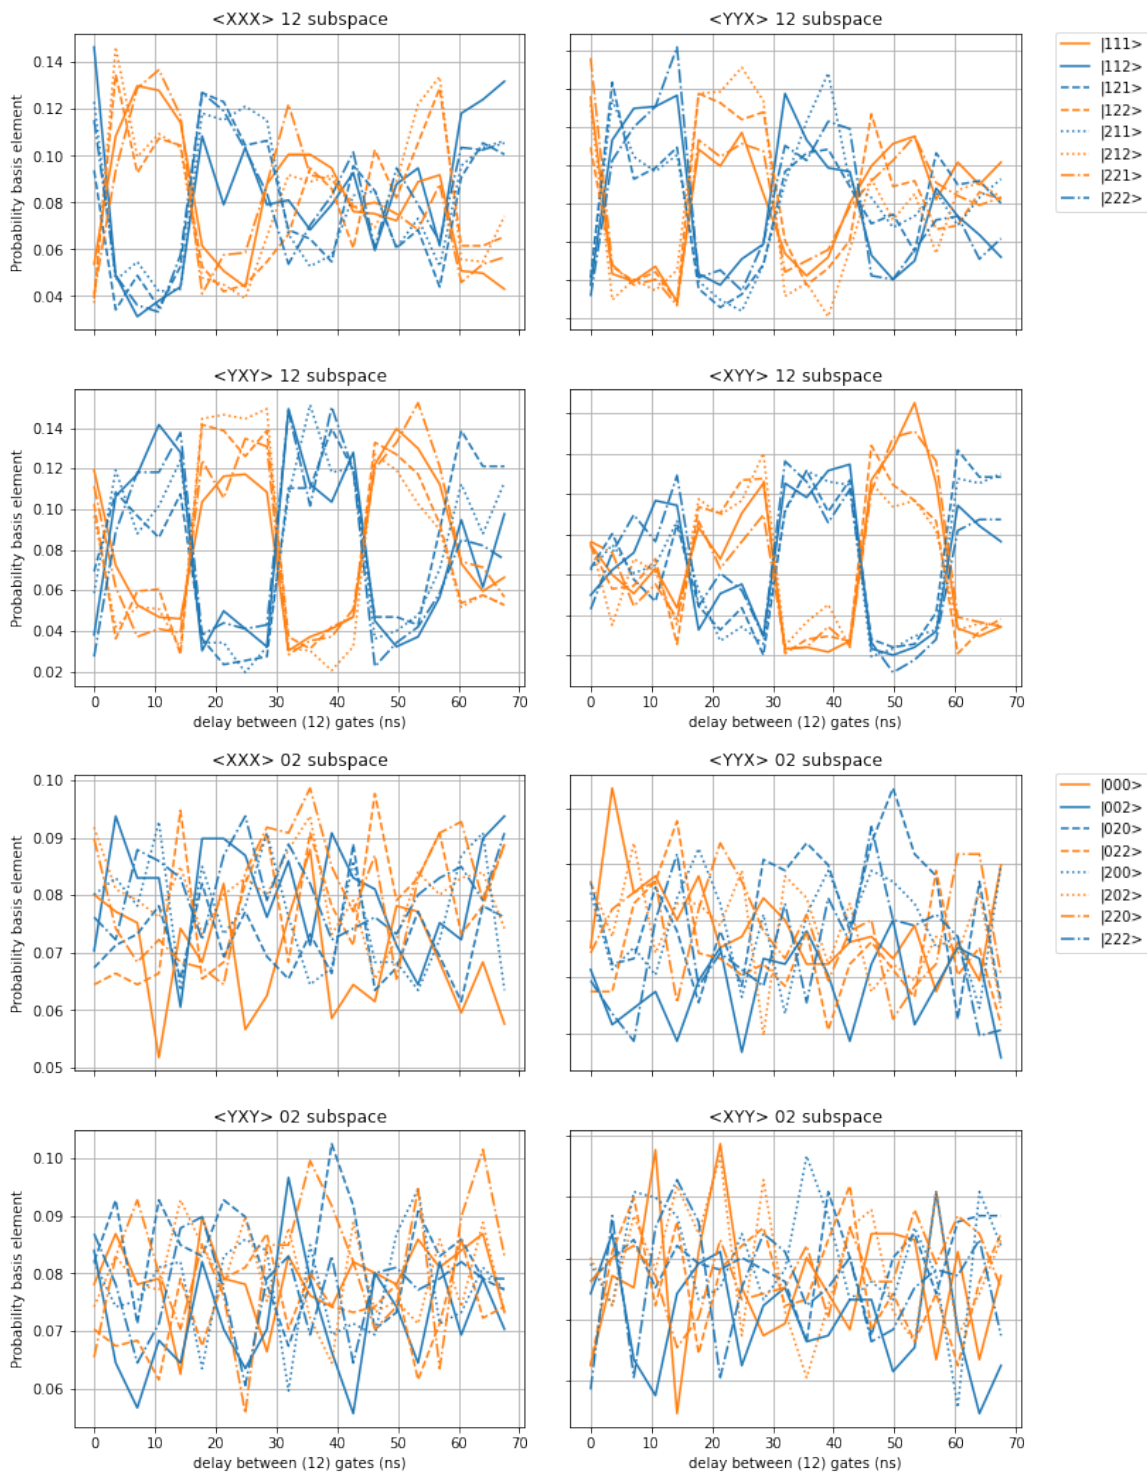 <XXX> 12 subspace
<YYX> 12 subspace
Probability basis element
0.14
0.12
0.10
0.08
0.06
0.04
|111>
|112>
|121>
|122>
|211>
|212>
|221>
|222>
<YXY> 12 subspace
<XYY> 12 subspace
Probability basis element
0.14
0.12
0.10
0.08
0.06
0.04
0.02
0 10 20 30 40 50 60 70
delay between (12) gates (ns)
0 10 20 30 40 50 60 70
delay between (12) gates (ns)
<XXX> 02 subspace
<YYX> 02 subspace
Probability basis element
0.10
0.09
0.08
0.07
0.06
0.05
|000>
|002>
|020>
|022>
|200>
|202>
|220>
|222>
<YXY> 02 subspace
<XYY> 02 subspace
Probability basis element
0.10
0.09
0.08
0.07
0.06
0 10 20 30 40 50 60 70
delay between (12) gates (ns)
0 10 20 30 40 50 60 70
delay between (12) gates (ns)